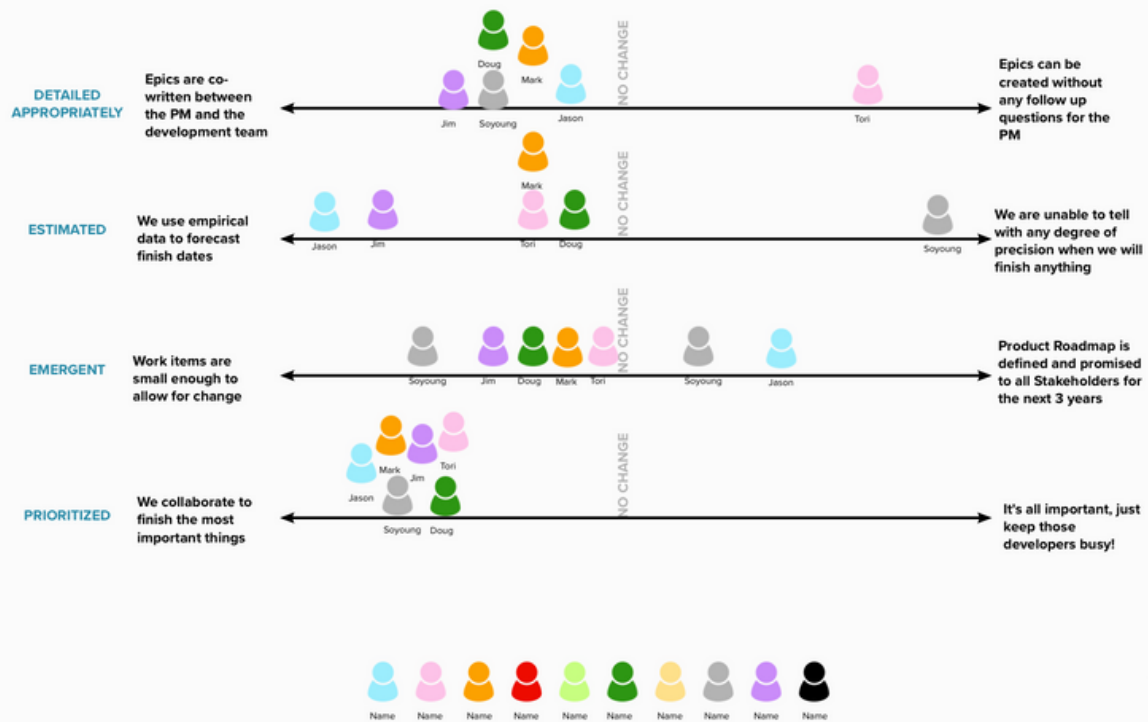 DETAILED
APPROPRIATELY
Epics are co-
written between
the PM and the
development team
Doug
Mark
Jim
Soyoung
Jason
NO CHANGE
Tori
Epics can be
created without
any follow up
questions for the
PM
ESTIMATED
We use empirical
data to forecast
finish dates
Jason
Jim
Mark
Tori
Doug
NO CHANGE
Soyoung
We are unable to tell
with any degree of
precision when we will
finish anything
EMERGENT
Work items are
small enough to
allow for change
Soyoung
Jim
Doug
Mark
Tori
NO CHANGE
Soyoung
Jason
Product Roadmap is
defined and promised
to all Stakeholders for
the next 3 years
PRIORITIZED
We collaborate to
finish the most
important things
Jason
Mark
Jim
Tori
Soyoung
Doug
NO CHANGE
It's all important, just
keep those
developers busy!
Name Name Name Name Name Name Name Name Name Name